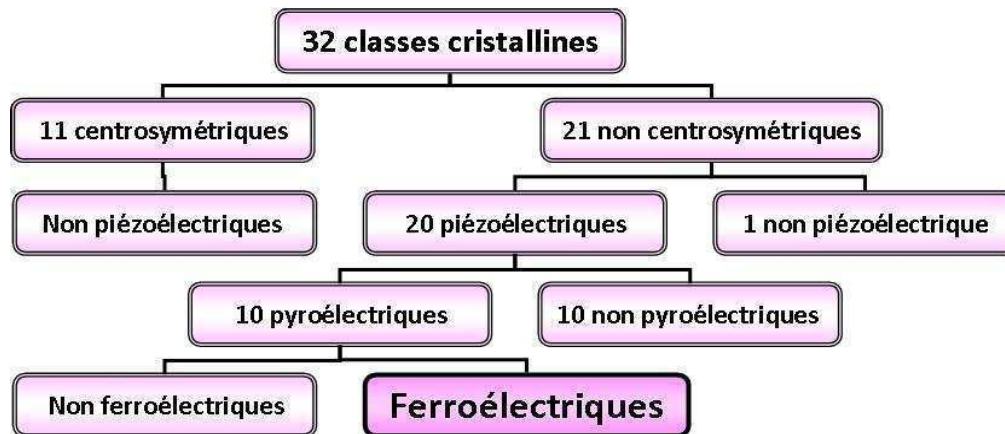 32 classes cristallines
11 centrosymétriques
21 non centrosymétriques
Non piézoélectriques
20 piézoélectriques
1 non piézoélectrique
10 pyroélectriques
10 non pyroélectriques
Non ferroélectriques
Ferroélectriques